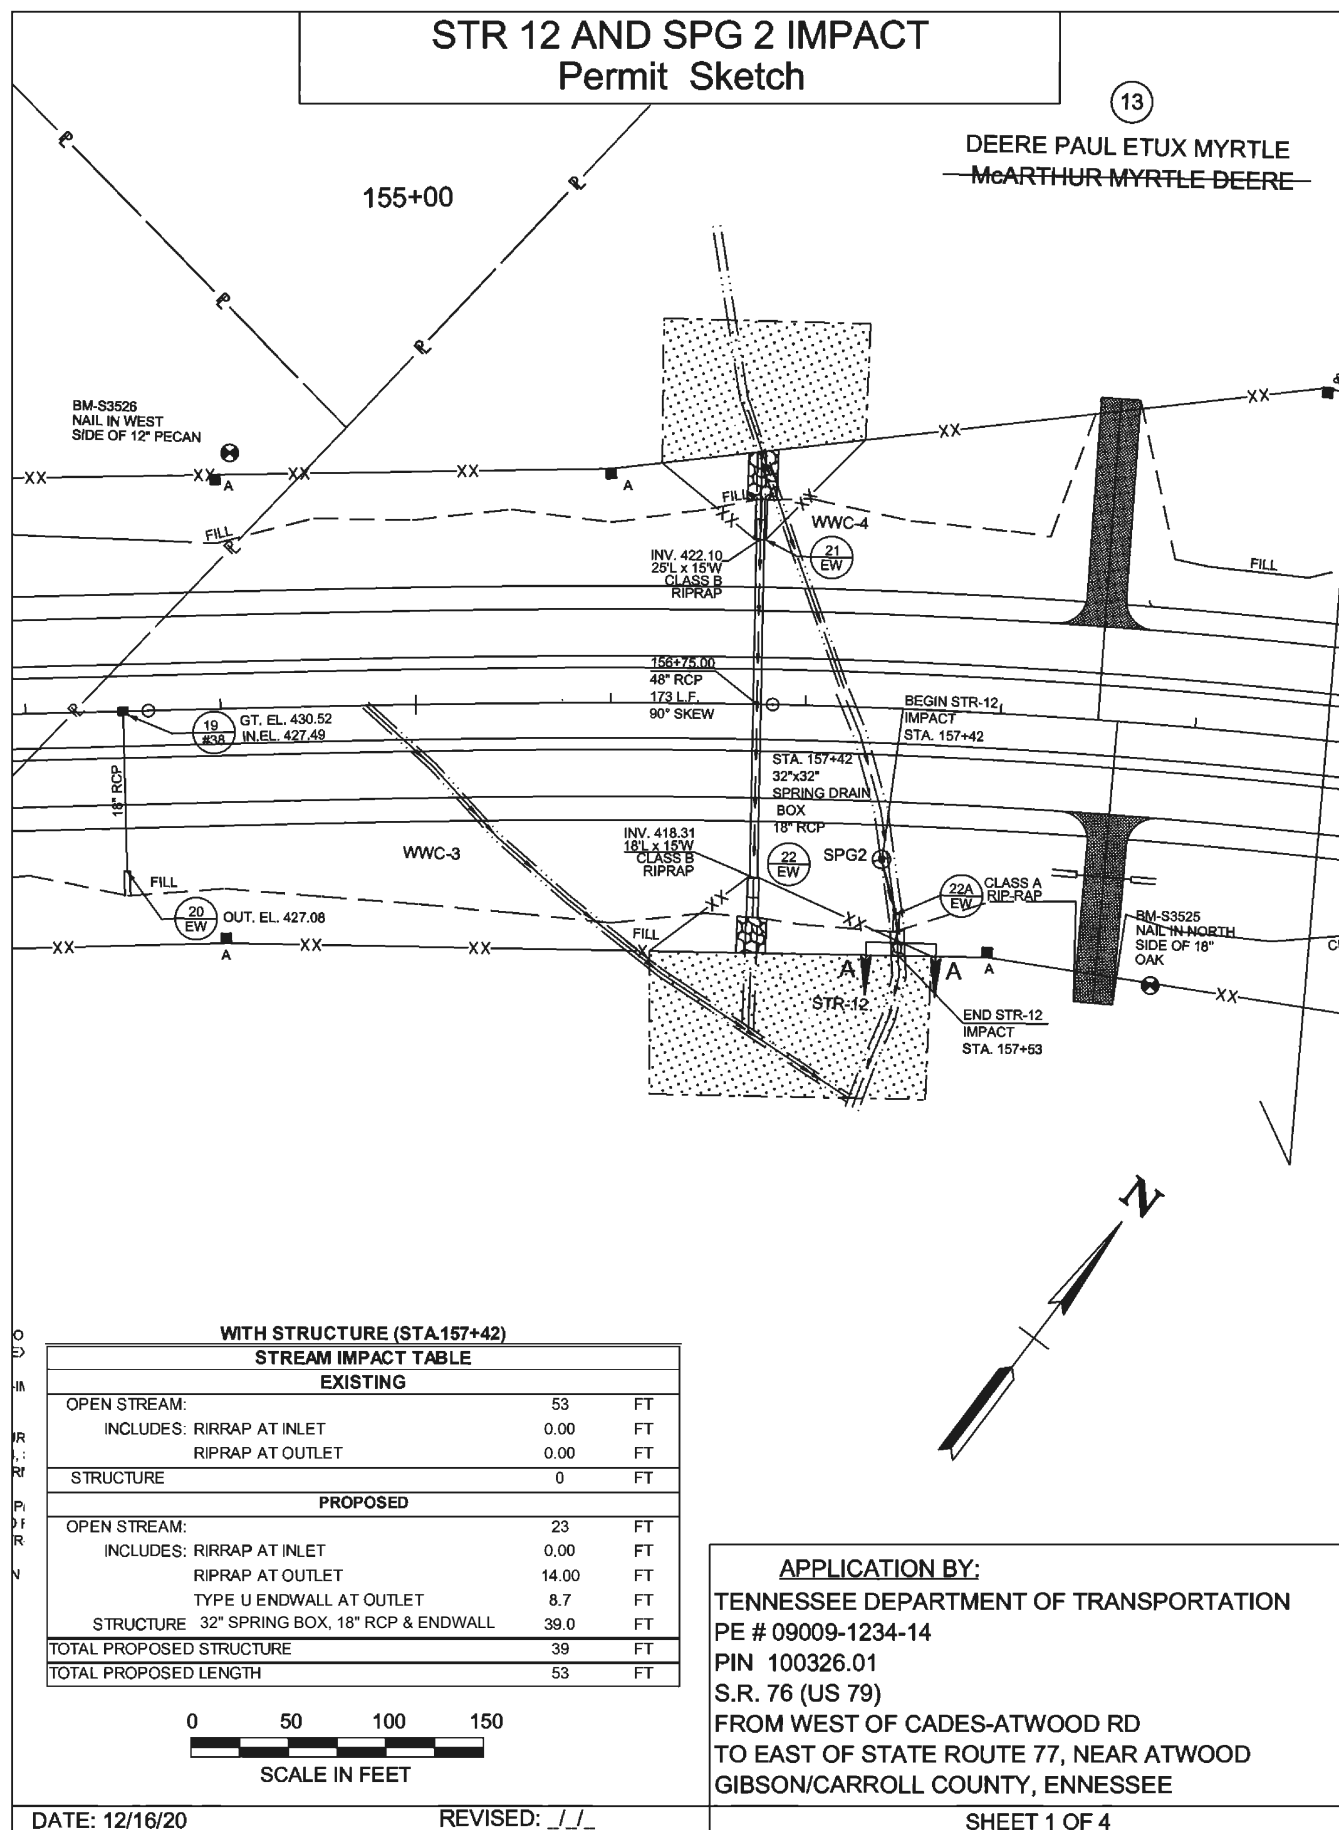 STR 12 AND SPG 2 IMPACT
Permit Sketch
13
DEERE PAUL ETUX MYRTLE
McARTHUR MYRTLE DEERE
155+00
BM-S3526
NAIL IN WEST
SIDE OF 12" PECAN
A
A
FILL
FILL
WWC-4
21
EW
INV. 422.10
25'L x 15'W
CLASS B
RIPRAP
FILL
156+75.00
48" RCP
173 L.F.
90° SKEW
BEGIN STR-12
IMPACT
STA. 157+42
19
#38
GT. EL. 430.52
IN.EL. 427.49
18" RCP
STA. 157+42
32"x32"
SPRING DRAIN
BOX
18" RCP
WWC-3
INV. 418.31
18'L x 15'W
CLASS B
RIPRAP
22
EW
SPG2
FILL
20
EW
OUT. EL. 427.08
22A
EW
CLASS A
RIP-RAP
BM-S3525
NAIL IN NORTH
SIDE OF 18"
OAK
FILL
A
A
A
A
STR-12
END STR-12
IMPACT
STA. 157+53
N
WITH STRUCTURE (STA.157+42)
STREAM IMPACT TABLE
EXISTING
OPEN STREAM: 53 FT
INCLUDES: RIRRAP AT INLET 0.00 FT
RIPRAP AT OUTLET 0.00 FT
STRUCTURE 0 FT
PROPOSED
OPEN STREAM: 23 FT
INCLUDES: RIRRAP AT INLET 0.00 FT
RIPRAP AT OUTLET 14.00 FT
TYPE U ENDWALL AT OUTLET 8.7 FT
STRUCTURE 32" SPRING BOX, 18" RCP & ENDWALL 39.0 FT
TOTAL PROPOSED STRUCTURE 39 FT
TOTAL PROPOSED LENGTH 53 FT
0 50 100 150
SCALE IN FEET
APPLICATION BY:
TENNESSEE DEPARTMENT OF TRANSPORTATION
PE # 09009-1234-14
PIN 100326.01
S.R. 76 (US 79)
FROM WEST OF CADES-ATWOOD RD
TO EAST OF STATE ROUTE 77, NEAR ATWOOD
GIBSON/CARROLL COUNTY, ENNESSEE
DATE: 12/16/20
REVISED: _/_/_
SHEET 1 OF 4